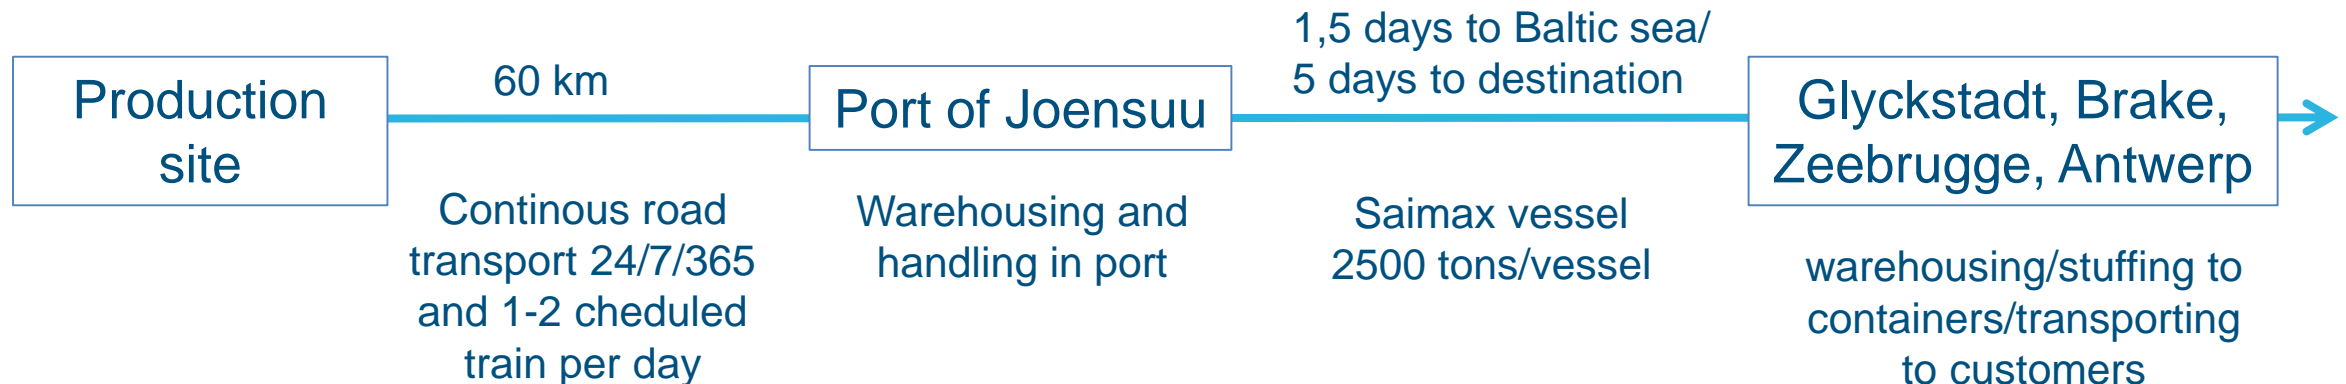 Production
site
60 km
Continous road
transport 24/7/365
and 1-2 cheduled
train per day
Port of Joensuu
Warehousing and
handling in port
1,5 days to Baltic sea/
5 days to destination
Saimax vessel
2500 tons/vessel
Glyckstadt, Brake,
Zeebrugge, Antwerp
warehousing/stuffing to
containers/transporting
to customers